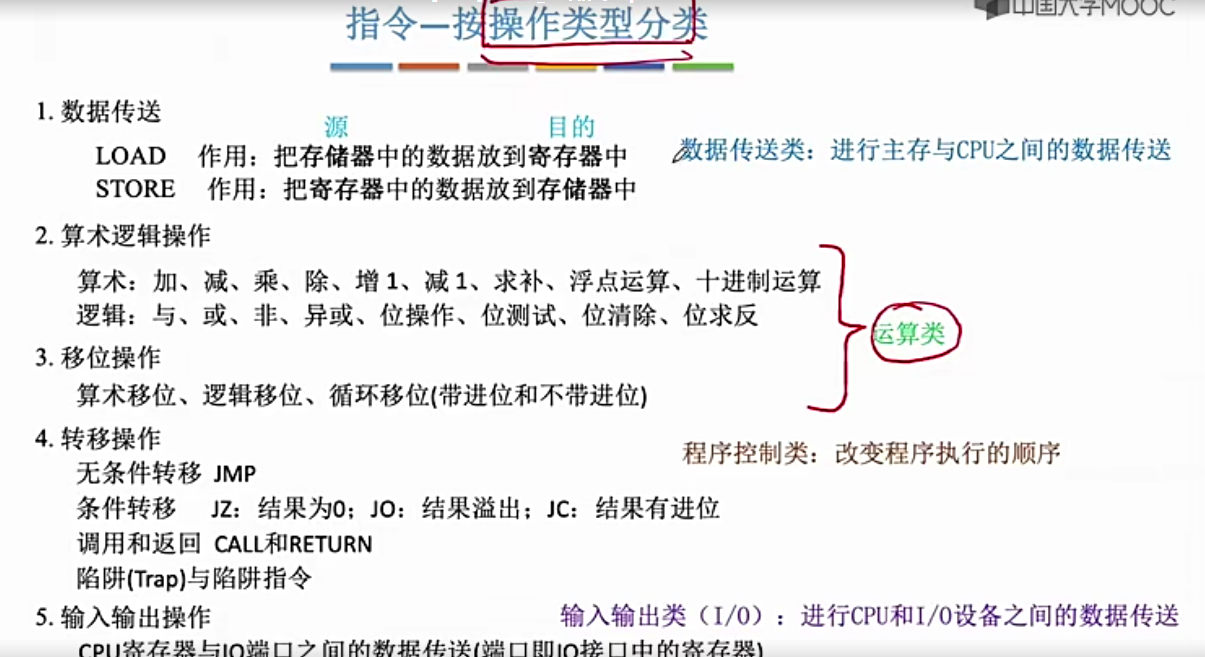 指令—按操作类型分类
中国大学MOOC
1. 数据传送
源 目的
LOAD 作用：把存储器中的数据放到寄存器中
数据传送类：进行主存与CPU之间的数据传送
STORE 作用：把寄存器中的数据放到存储器中
2. 算术逻辑操作
算术：加、减、乘、除、增 1、减 1、求补、浮点运算、十进制运算
逻辑：与、或、非、异或、位操作、位测试、位清除、位求反
运算类
3. 移位操作
算术移位、逻辑移位、循环移位(带进位和不带进位)
4. 转移操作
程序控制类：改变程序执行的顺序
无条件转移 JMP
条件转移 JZ：结果为0；JO：结果溢出；JC：结果有进位
调用和返回 CALL和RETURN
陷阱(Trap)与陷阱指令
5. 输入输出操作
输入输出类（I/O）：进行CPU和I/O设备之间的数据传送
CPU寄存器与IO端口之间的数据传送(端口即IO接口中的寄存器)